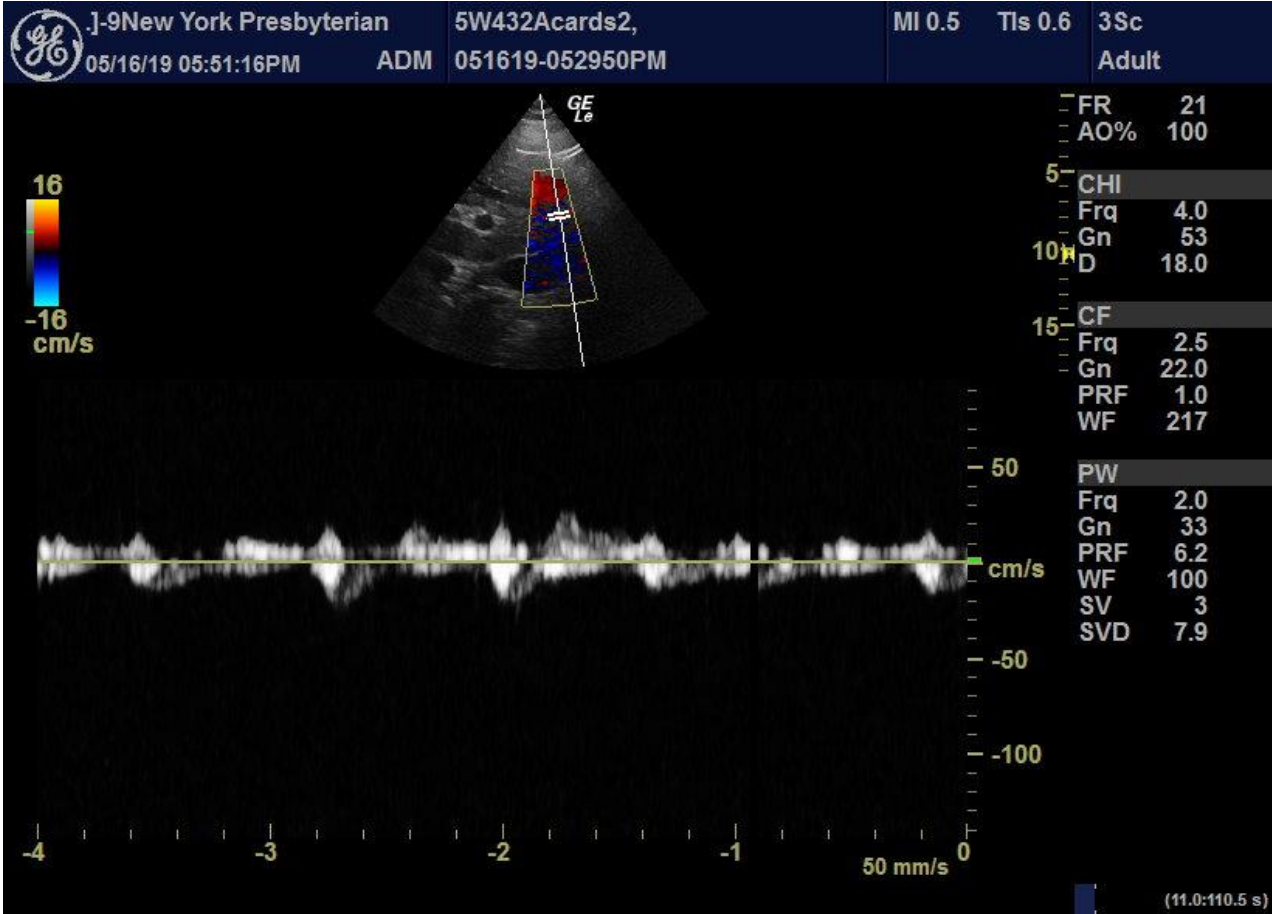 .]-9New York Presbyterian 5W432Acards2, MI 0.5 TIs 0.6 3Sc
05/16/19 05:51:16PM ADM 051619-052950PM Adult
GE
Le
FR 21
AO% 100
5
CHI
16
Frq 4.0
Gn 53
10
D 18.0
-16
cm/s
15
CF
Frq 2.5
Gn 22.0
PRF 1.0
WF 217
50
PW
Frq 2.0
Gn 33
cm/s
PRF 6.2
WF 100
SV 3
SVD 7.9
-50
-100
-4 -3 -2 -1 0
50 mm/s
(11.0:110.5 s)